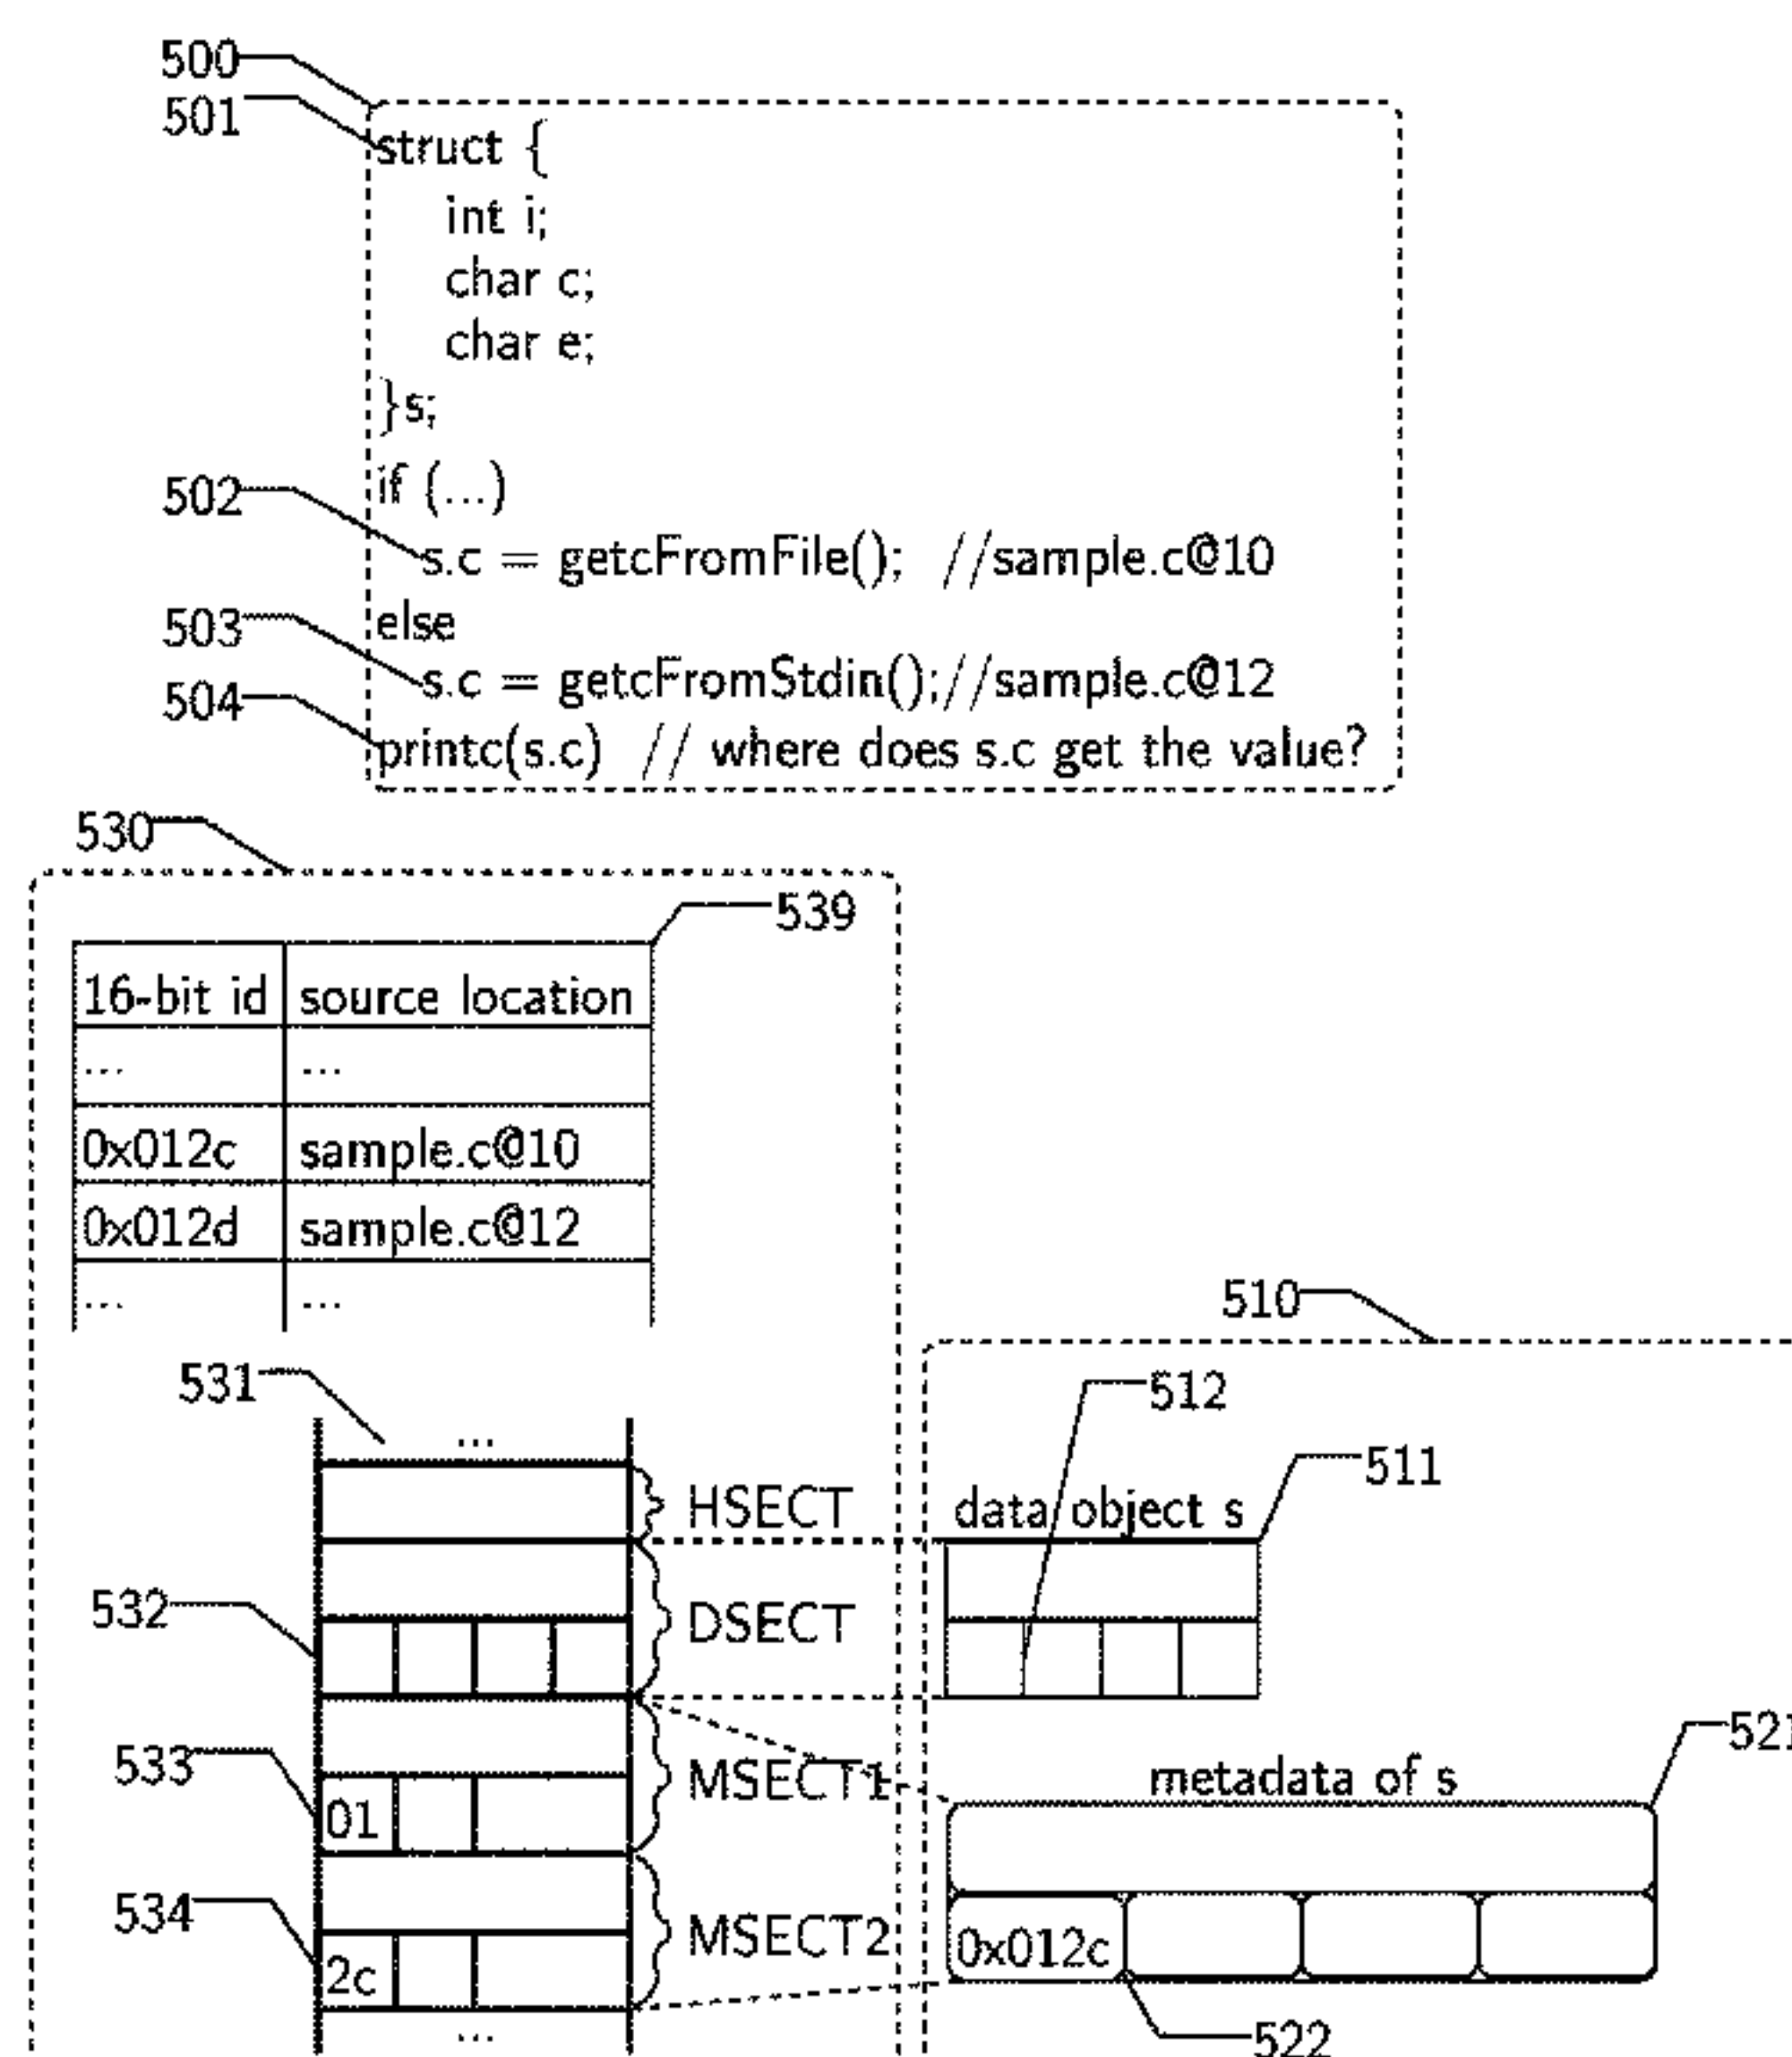 500
501
struct {
int i;
char c;
char e;
}s;
if (...)
502
s.c = getcFromFile(); //sample.c@10
else
503
s.c = getcFromStdin();//sample.c@12
504
printc(s.c) // where does s.c get the value?
530
539
16-bit id source location
... ...
0x012c sample.c@10
0x012d sample.c@12
... ...
510
531
...
512
511
HSECT
data object s
532
DSECT
521
533
01
MSECT1
metadata of s
534
2c
MSECT2
0x012c
...
522